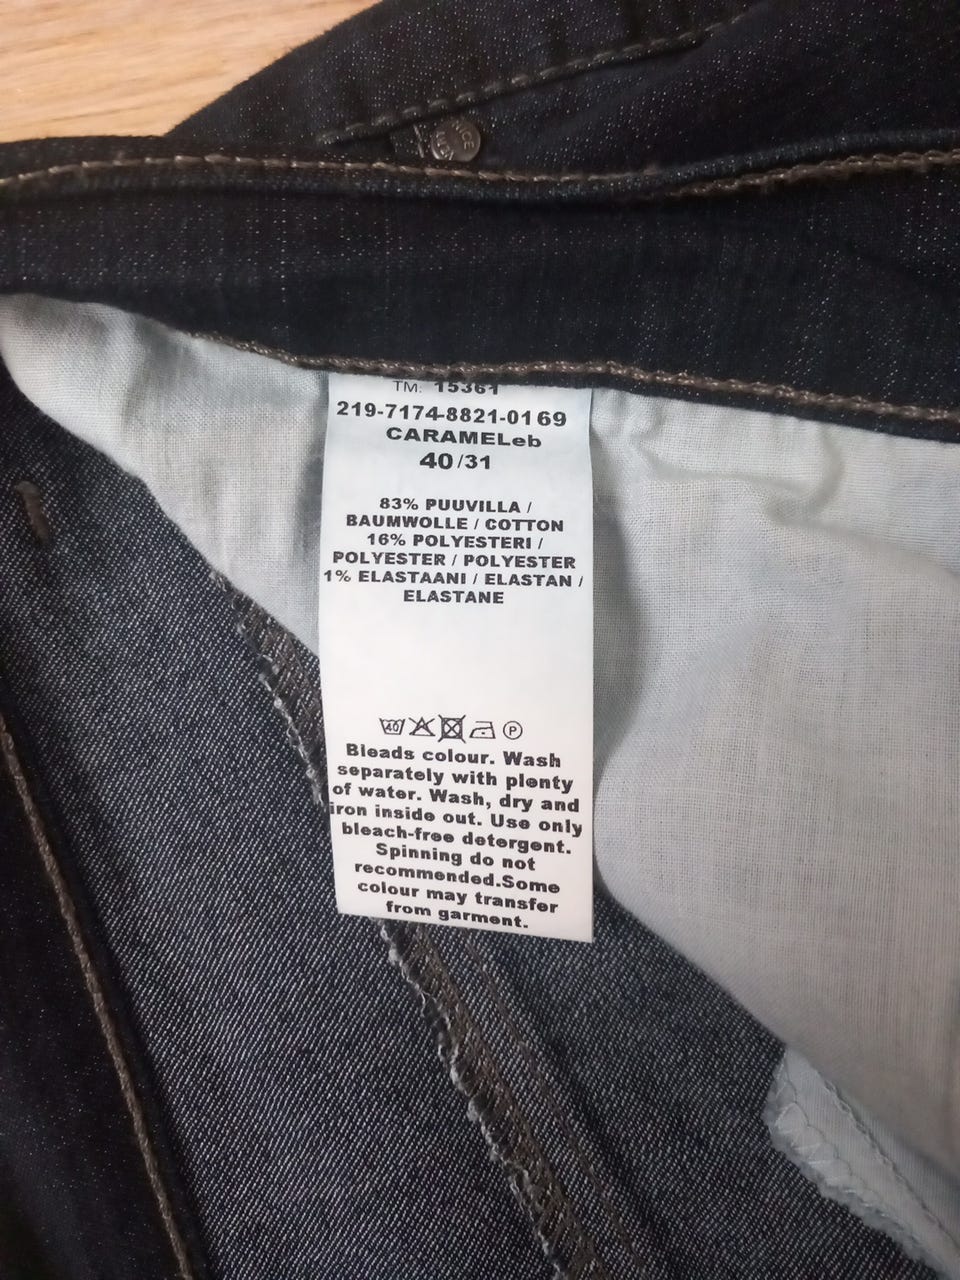 NICE
TM: 15361
219-7174-8821-0169
CARAMELeb
40/31
83% PUUVILLA /
BAUMWOLLE / COTTON
16% POLYESTERI /
POLYESTER / POLYESTER
1% ELASTAANI / ELASTAN /
ELASTANE
40 P
Bleads colour. Wash
separately with plenty
of water. Wash, dry and
iron inside out. Use only
bleach-free detergent.
Spinning do not
recommended.Some
colour may transfer
from garment.